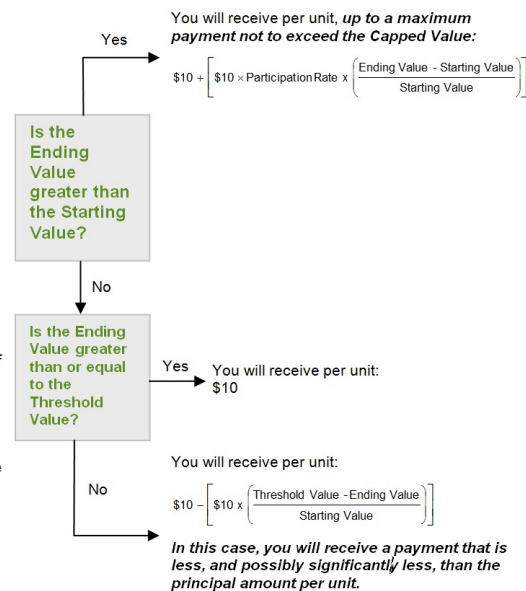 Yes
You will receive per unit, up to a maximum
payment not to exceed the Capped Value:
$10 + [ $10 × Participation Rate x ( Ending Value - Starting Value / Starting Value ) ]
Is the
Ending
Value
greater than
the Starting
Value?
No
Is the Ending
Value greater
than or equal
to the
Threshold
Value?
Yes
You will receive per unit:
$10
No
You will receive per unit:
$10 – [ $10 x ( Threshold Value - Ending Value / Starting Value ) ]
In this case, you will receive a payment that is
less, and possibly significantly less, than the
principal amount per unit.